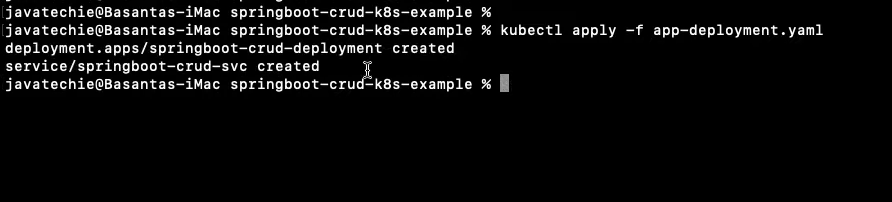 javatechie@Basantas-iMac springboot-crud-k8s-example %
javatechie@Basantas-iMac springboot-crud-k8s-example % kubectl apply -f app-deployment.yaml
deployment.apps/springboot-crud-deployment created
service/springboot-crud-svc created
javatechie@Basantas-iMac springboot-crud-k8s-example %